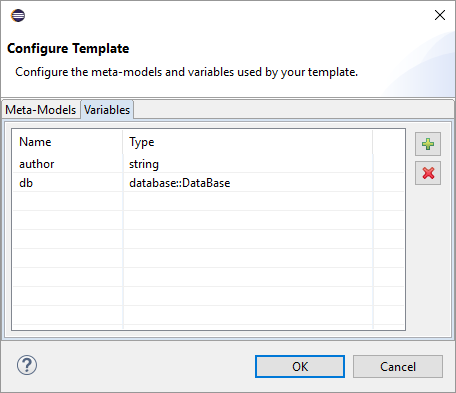 Configure Template
Configure the meta-models and variables used by your template.
Meta-Models Variables
Name Type
author string
db database::DataBase
? OK Cancel